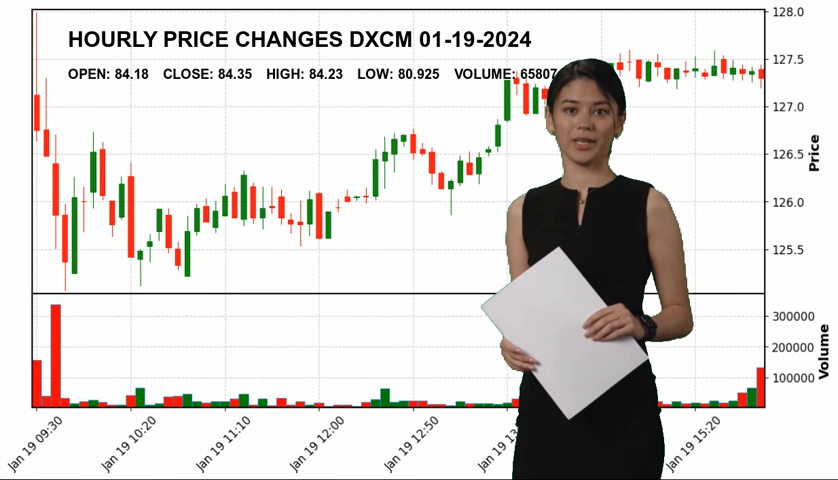 HOURLY PRICE CHANGES DXCM 01-19-2024
OPEN: 84.18 CLOSE: 84.35 HIGH: 84.23 LOW: 80.925 VOLUME: 65807
128.0
127.5
127.0
126.5
126.0
125.5
Price
300000
200000
100000
Volume
Jan 19 09:30
Jan 19 10:20
Jan 19 11:10
Jan 19 12:00
Jan 19 12:50
Jan 19 13
Jan 19 15:20